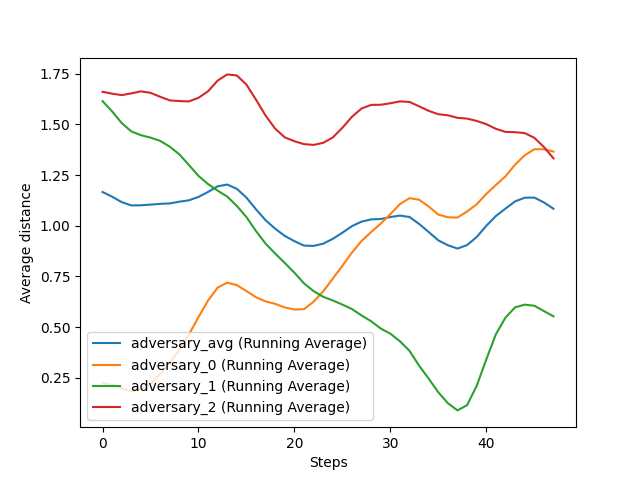 1.75
1.50
1.25
1.00
0.75
0.50
0.25
Average distance
adversary_avg (Running Average)
adversary_0 (Running Average)
adversary_1 (Running Average)
adversary_2 (Running Average)
0 10 20 30 40
Steps